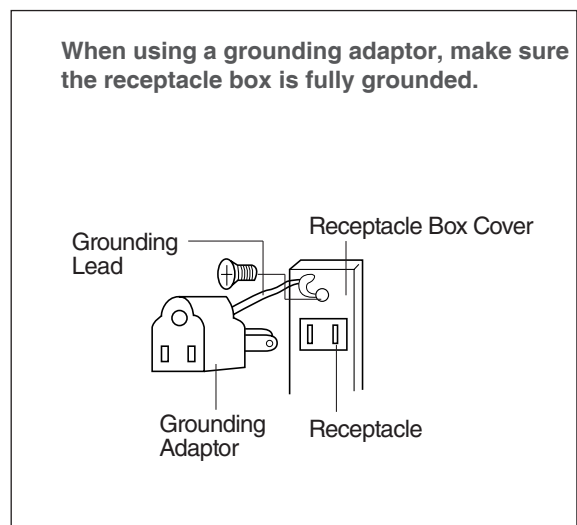 When using a grounding adaptor, make sure
the receptacle box is fully grounded.
Receptacle Box Cover
Grounding
Lead
Grounding
Adaptor
Receptacle